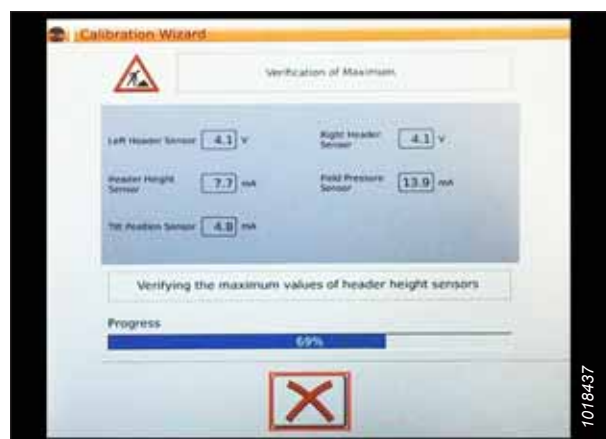 Calibration Wizard
Verification of Maximum
Left Header Sensor 4.1 V
Right Header
Sensor 4.1 V
Header Height
Sensor 7.7 mA
Field Pressure
Sensor 13.9 mA
Tilt Position Sensor 4.8 mA
Verifying the maximum values of header height sensors
Progress
69%
1018437